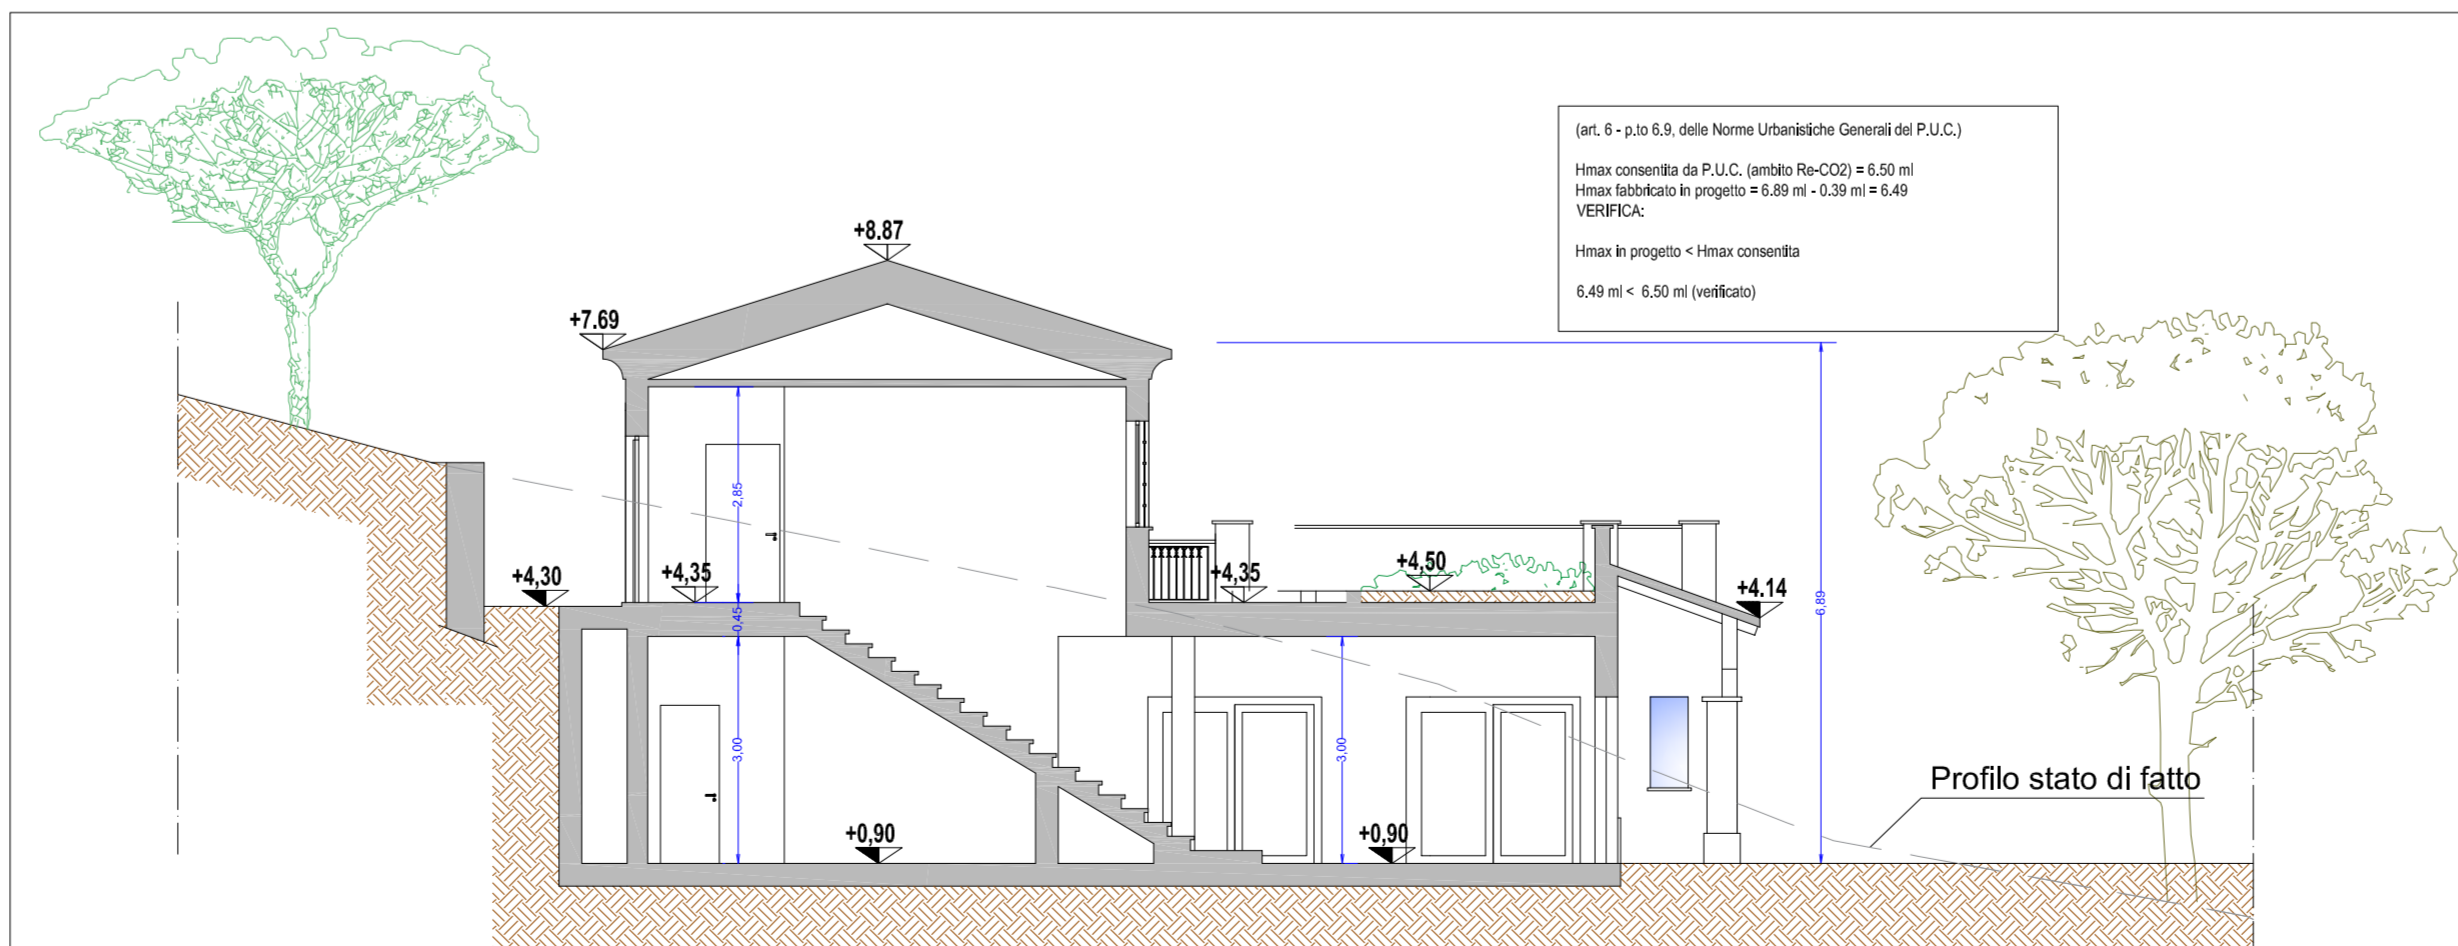 (art. 6 - p.to 6.9, delle Norme Urbanistiche Generali del P.U.C.)
Hmax consentita da P.U.C. (ambito Re-CO2) = 6.50 ml
Hmax fabbricato in progetto = 6.89 ml - 0.39 ml = 6.49
VERIFICA:
Hmax in progetto < Hmax consentita
6.49 ml < 6.50 ml (verificato)
+8.87
+7.69
2,85
+4,30
+4,35
+4,35
+4,50
+4.14
0,45
6,89
3,00
3,00
Profilo stato di fatto
+0,90
+0,90